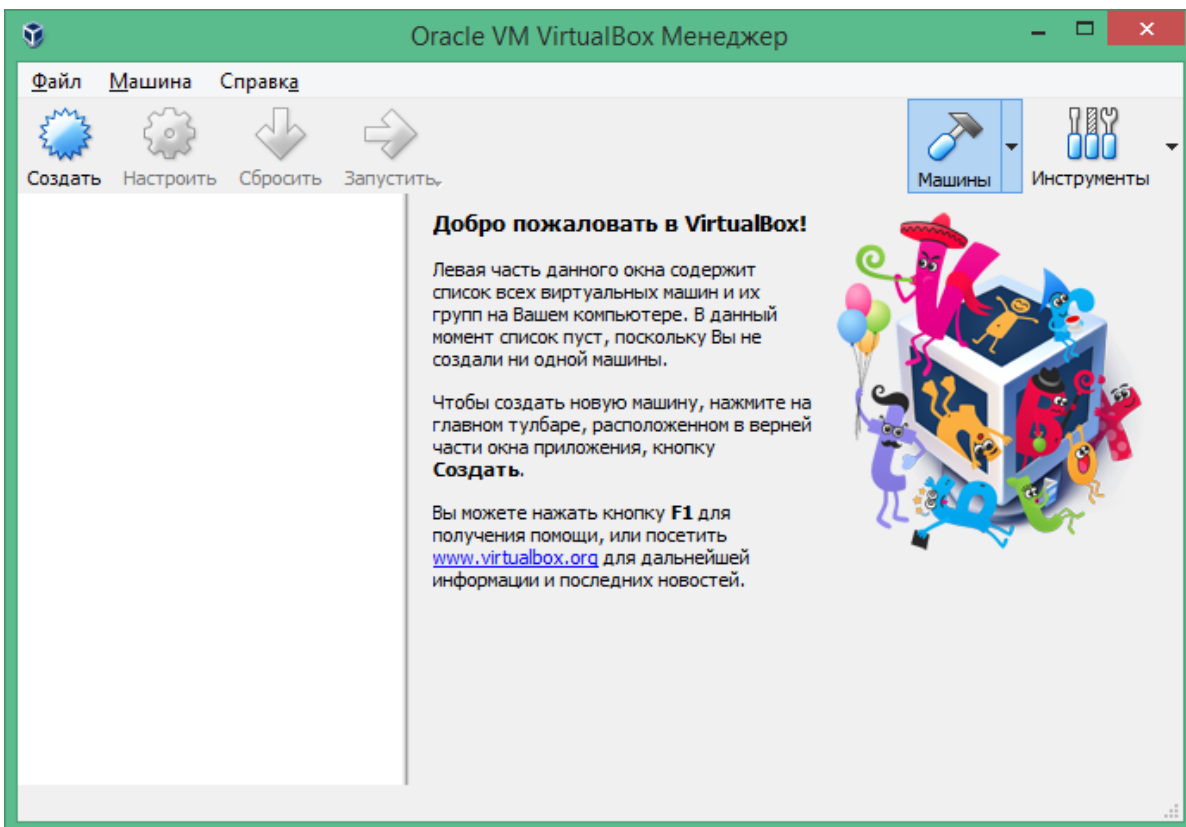 Oracle VM VirtualBox Менеджер
Файл Машина Справка
Создать Настроить Сбросить Запустить
Машины Инструменты
Добро пожаловать в VirtualBox!
Левая часть данного окна содержит
список всех виртуальных машин и их
групп на Вашем компьютере. В данный
момент список пуст, поскольку Вы не
создали ни одной машины.
Чтобы создать новую машину, нажмите на
главном тулбаре, расположенном в верней
части окна приложения, кнопку
Создать.
Вы можете нажать кнопку F1 для
получения помощи, или посетить
www.virtualbox.org для дальнейшей
информации и последних новостей.